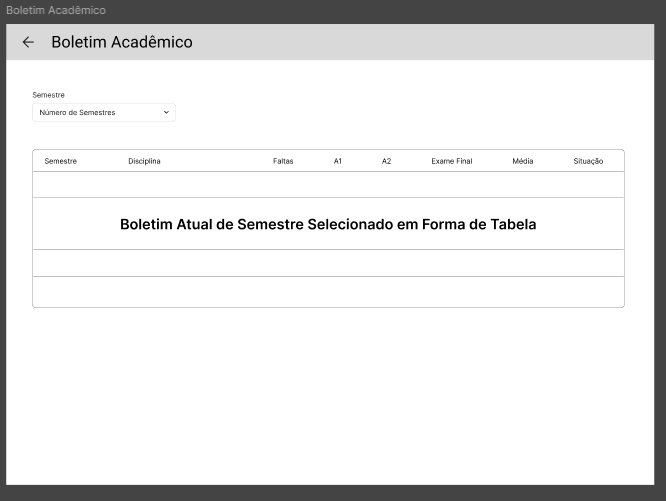 Boletim Acadêmico
Boletim Acadêmico
Semestre
Número de Semestres
Semestre Disciplina Faltas A1 A2 Exame Final Média Situação
Boletim Atual de Semestre Selecionado em Forma de Tabela